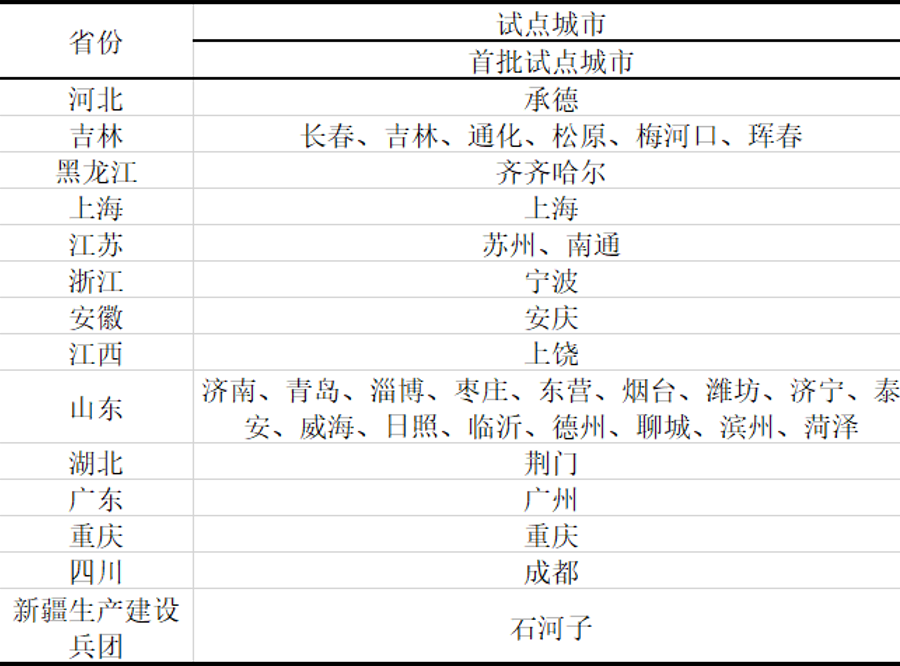 省份
试点城市
首批试点城市
河北 承德
吉林 长春、吉林、通化、松原、梅河口、珲春
黑龙江 齐齐哈尔
上海 上海
江苏 苏州、南通
浙江 宁波
安徽 安庆
江西 上饶
山东 济南、青岛、淄博、枣庄、东营、烟台、潍坊、济宁、泰
安、威海、日照、临沂、德州、聊城、滨州、菏泽
湖北 荆门
广东 广州
重庆 重庆
四川 成都
新疆生产建设
兵团 石河子